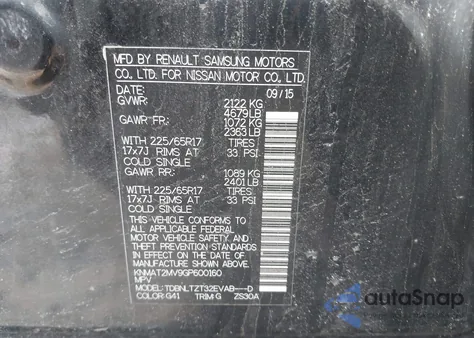 MFD BY RENAULT SAMSUNG MOTORS
CO., LTD. FOR NISSAN MOTOR CO., LTD.
DATE: 09/15
GVWR: 2122 KG
4679 LB
GAWR FR: 1072 KG
2363 LB
WITH 225/65R17 TIRES
17x7J RIMS AT 33 PSI
COLD SINGLE
GAWR RR: 1089 KG
2401 LB
WITH 225/65R17 TIRES
17x7J RIMS AT 33 PSI
COLD SINGLE
THIS VEHICLE CONFORMS TO
ALL APPLICABLE FEDERAL
MOTOR VEHICLE SAFETY AND
THEFT PREVENTION STANDARDS
IN EFFECT ON THE DATE OF
MANUFACTURE SHOWN ABOVE
KNMAT2MV9GP600160
MPV
MODEL:TDBNLTZT32EVAB---D
COLOR:G41 TRIM:G ZS30A
autoSnap